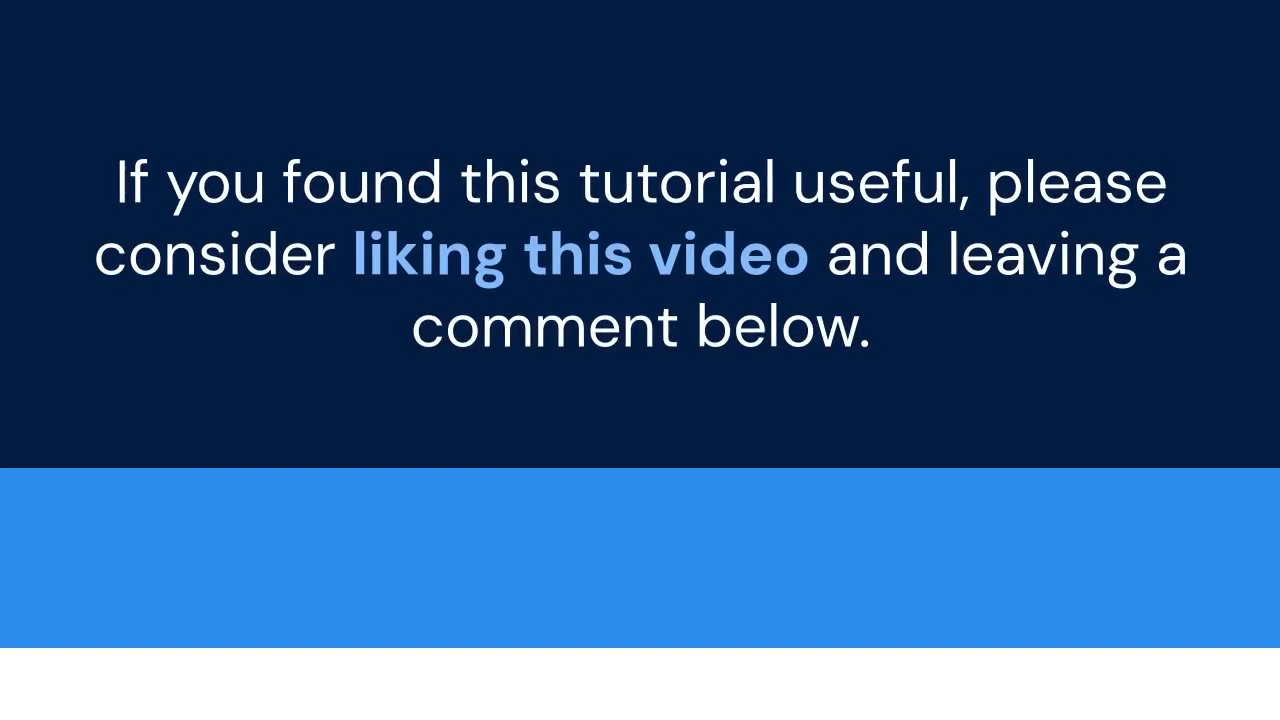 If you found this tutorial useful, please
consider liking this video and leaving a
comment below.